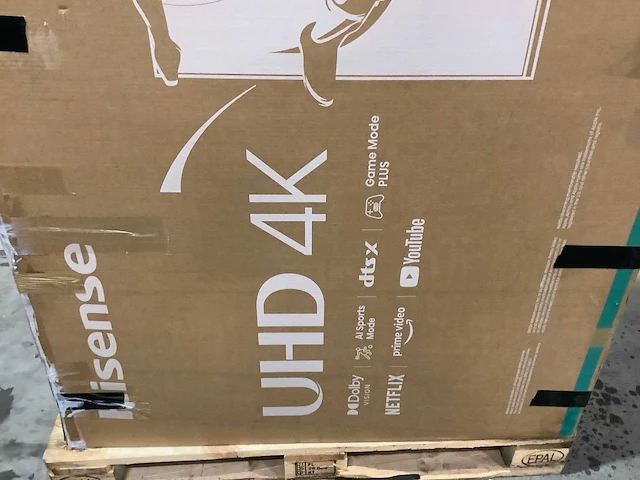 Hisense
UHD 4K
Dolby VISION | AI Sports Mode | dts X | Game Mode PLUS
NETFLIX | prime video | YouTube
EPAL